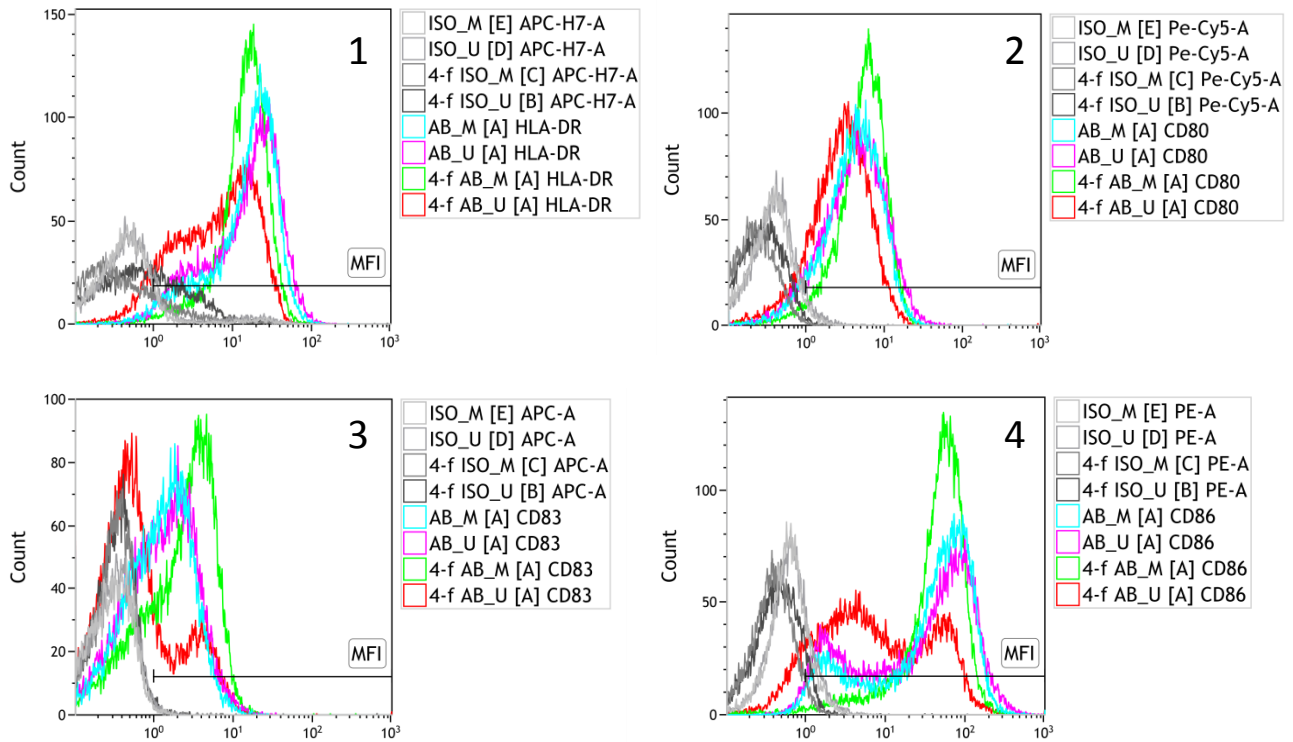 1
150
100
50
0
Count
10⁰
10¹
10²
10³
MFI
ISO_M [E] APC-H7-A
ISO_U [D] APC-H7-A
4-f ISO_M [C] APC-H7-A
4-f ISO_U [B] APC-H7-A
AB_M [A] HLA-DR
AB_U [A] HLA-DR
4-f AB_M [A] HLA-DR
4-f AB_U [A] HLA-DR
2
100
50
0
Count
10⁰
10¹
10²
10³
MFI
ISO_M [E] Pe-Cy5-A
ISO_U [D] Pe-Cy5-A
4-f ISO_M [C] Pe-Cy5-A
4-f ISO_U [B] Pe-Cy5-A
AB_M [A] CD80
AB_U [A] CD80
4-f AB_M [A] CD80
4-f AB_U [A] CD80
3
100
80
60
40
20
0
Count
10⁰
10¹
10²
10³
MFI
ISO_M [E] APC-A
ISO_U [D] APC-A
4-f ISO_M [C] APC-A
4-f ISO_U [B] APC-A
AB_M [A] CD83
AB_U [A] CD83
4-f AB_M [A] CD83
4-f AB_U [A] CD83
4
100
50
0
Count
10⁰
10¹
10²
10³
MFI
ISO_M [E] PE-A
ISO_U [D] PE-A
4-f ISO_M [C] PE-A
4-f ISO_U [B] PE-A
AB_M [A] CD86
AB_U [A] CD86
4-f AB_M [A] CD86
4-f AB_U [A] CD86